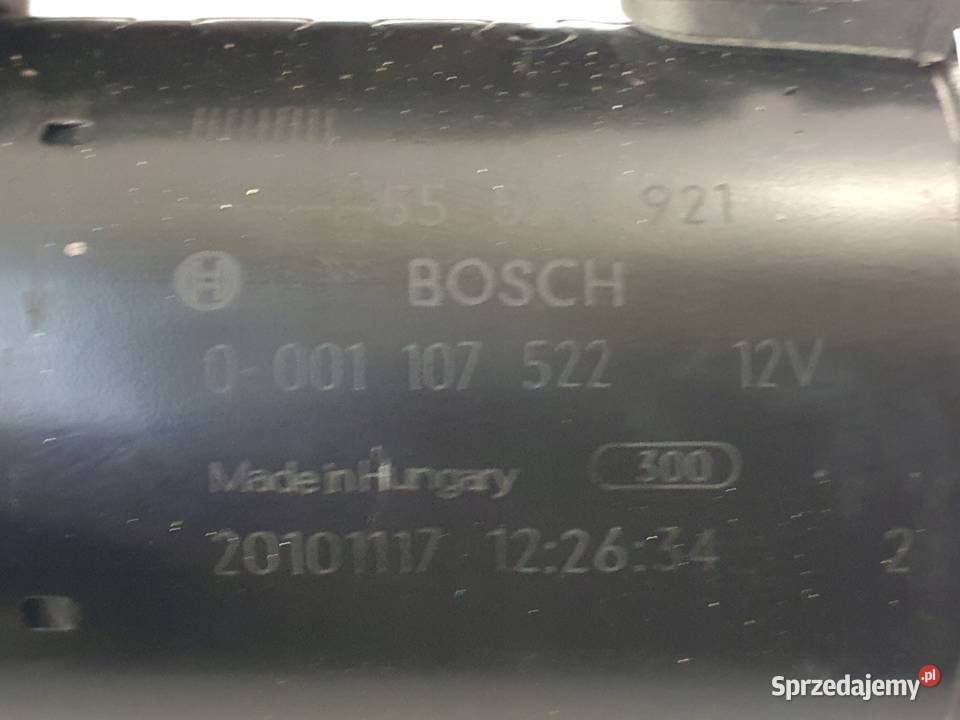 55 921
BOSCH
0-001 107 522 12V
Made in Hungary 300
20101117 12:26:34 2
Sprzedajemy.pl